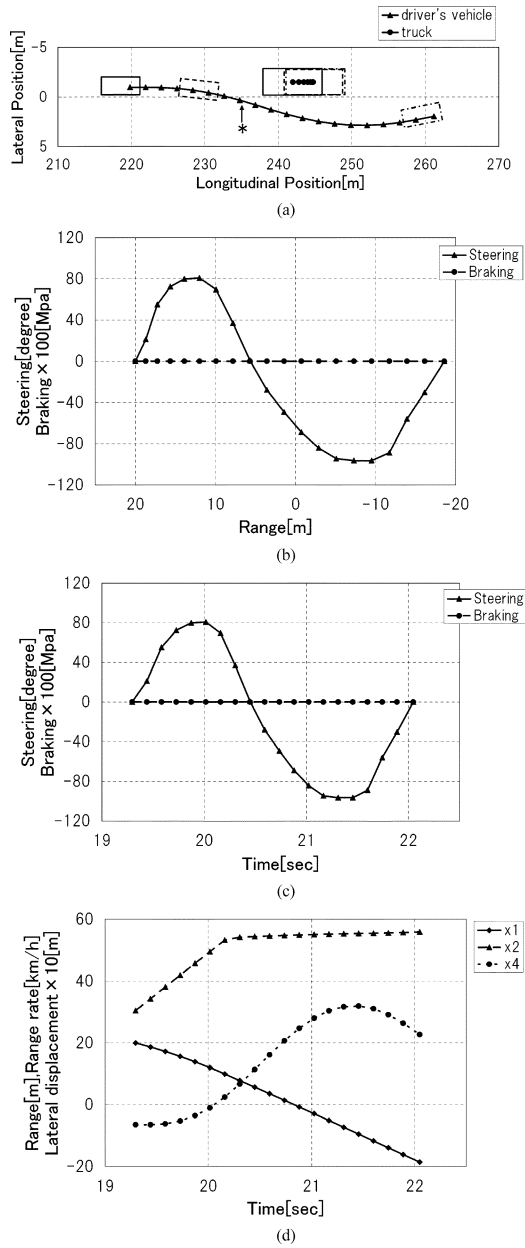 driver's vehicle
truck
Lateral Position[m]
-5
0
5
210 220 230 240 250 260 270
*
Longitudinal Position[m]
(a)
Steering
Braking
Steering[degree]
Braking×100[Mpa]
120
80
40
0
-40
-80
-120
20 10 0 -10 -20
Range[m]
(b)
Steering
Braking
Steering[degree]
Braking×100[Mpa]
120
80
40
0
-40
-80
-120
19 20 21 22
Time[sec]
(c)
x1
x2
x4
Range[m],Range rate[km/h]
Lateral displacement×10[m]
60
40
20
0
-20
19 20 21 22
Time[sec]
(d)